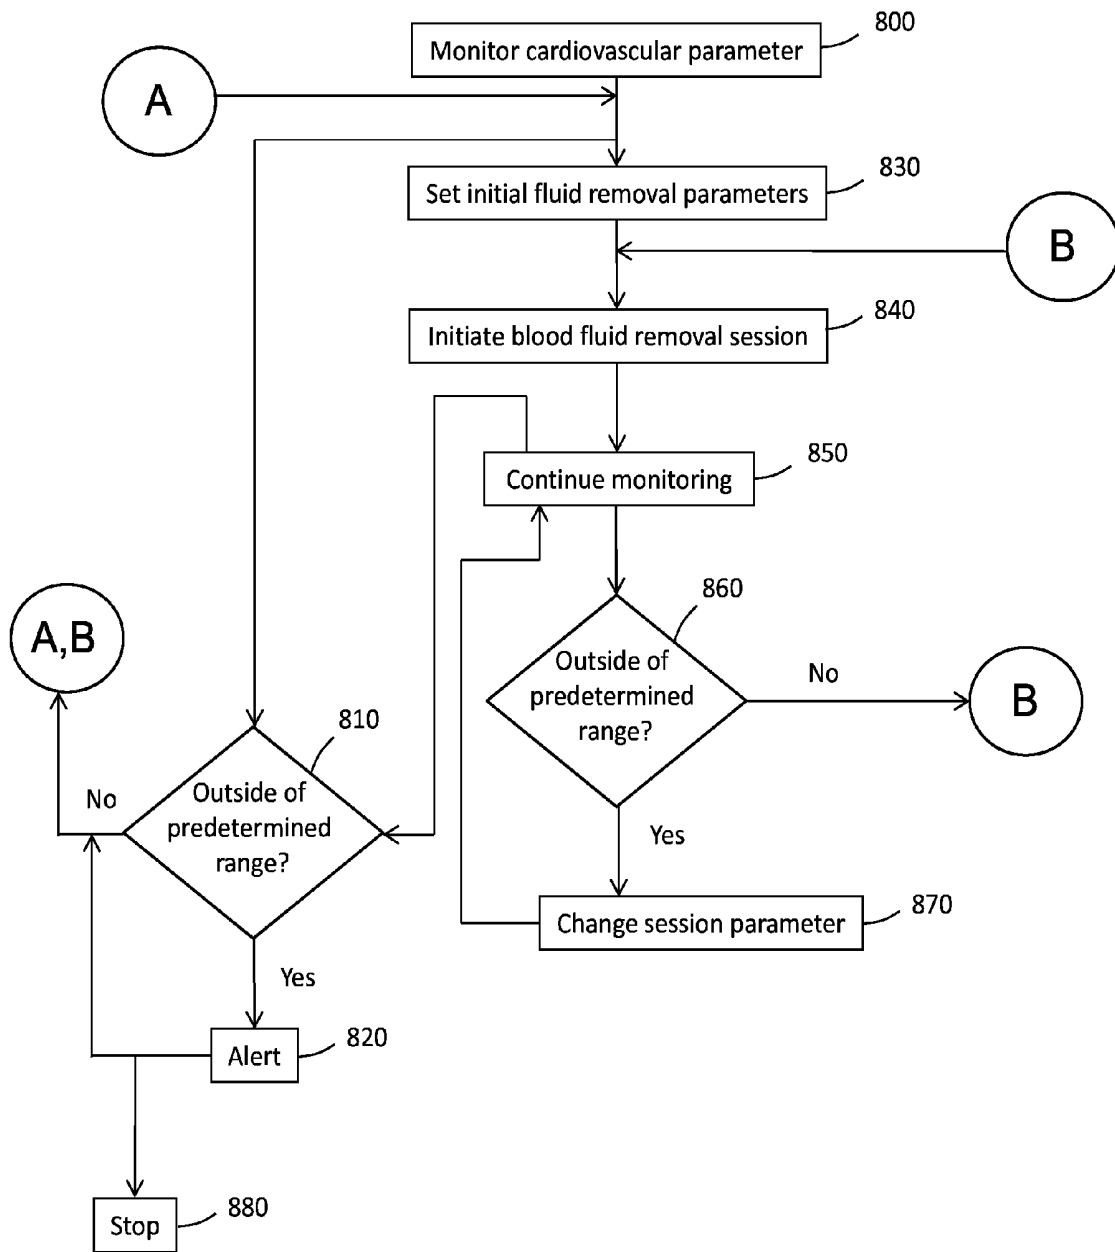 800
Monitor cardiovascular parameter
A
830
Set initial fluid removal parameters
B
840
Initiate blood fluid removal session
850
Continue monitoring
860
A,B
Outside of
predetermined
range?
No
B
810
Outside of
predetermined
range?
No
Yes
870
Change session parameter
Yes
820
Alert
880
Stop